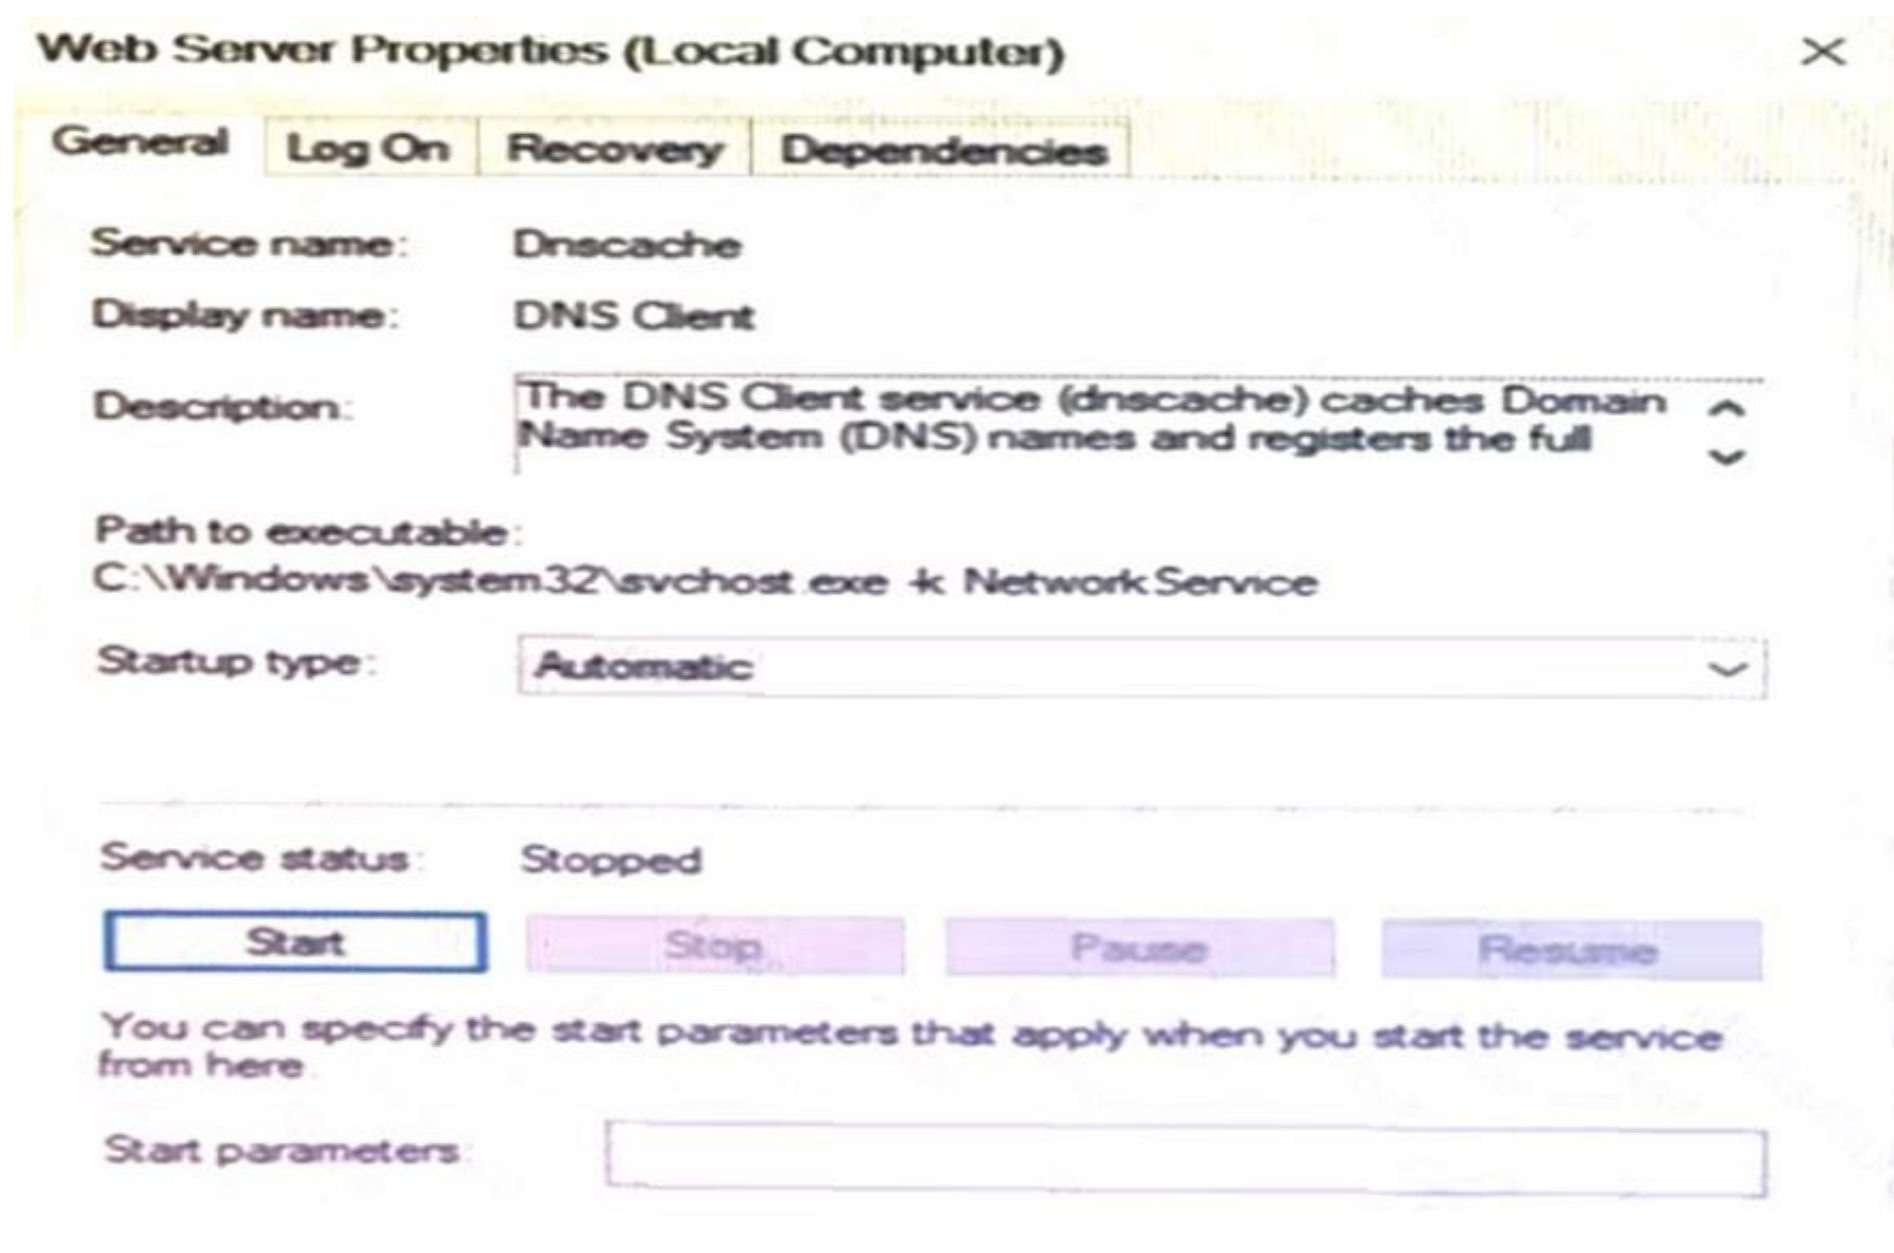 Web Server Properties (Local Computer)
General Log On Recovery Dependencies
Service name: Dnscache
Display name: DNS Client
Description: The DNS Client service (dnscache) caches Domain
Name System (DNS) names and registers the full
Path to executable:
C:\Windows\system32\svchost.exe -k NetworkService
Startup type: Automatic
Service status: Stopped
Start Stop Pause Resume
You can specify the start parameters that apply when you start the service
from here.
Start parameters: